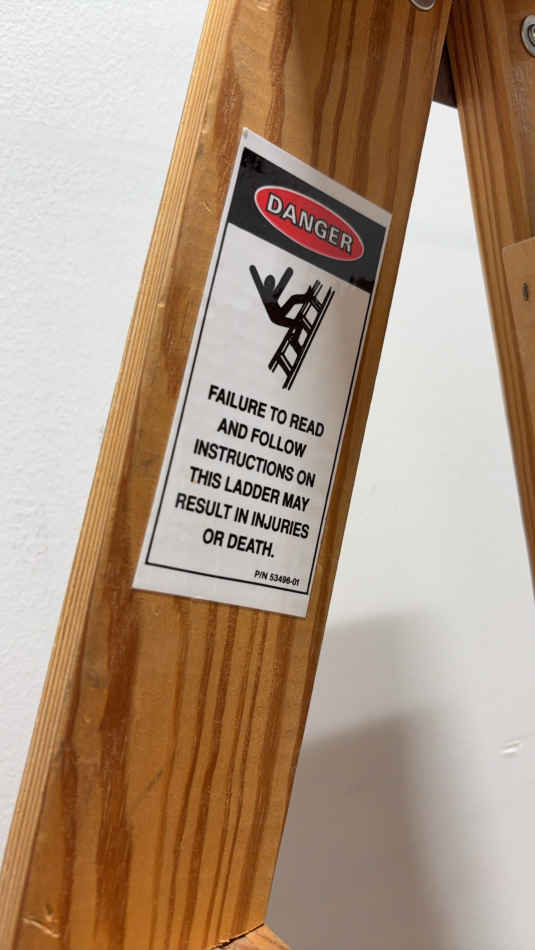 DANGER
FAILURE TO READ
AND FOLLOW
INSTRUCTIONS ON
THIS LADDER MAY
RESULT IN INJURIES
OR DEATH.
P/N 53496-01